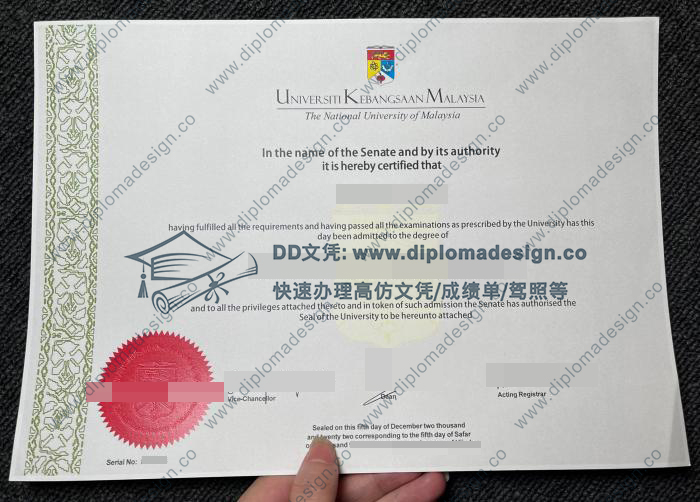 UNIVERSITI KEBANGSAAN MALAYSIA
The National University of Malaysia
In the name of the Senate and by its authority
it is hereby certified that
having fulfilled all the requirements and having passed all the examinations as prescribed by the University has this
day been admitted to the degree of
DD文凭: www.diplomadesign.co
快速办理高仿文凭/成绩单/驾照等
and to all the privileges attached thereto and in token of such admission the Senate has authorised the
Seal of the University to be hereunto attached
Vice-Chancellor
Dean
Acting Registrar
Sealed on this fifth day of December two thousand
and twenty two corresponding to the fifth day of Safar
Serial No:
www.diplomadesign.co